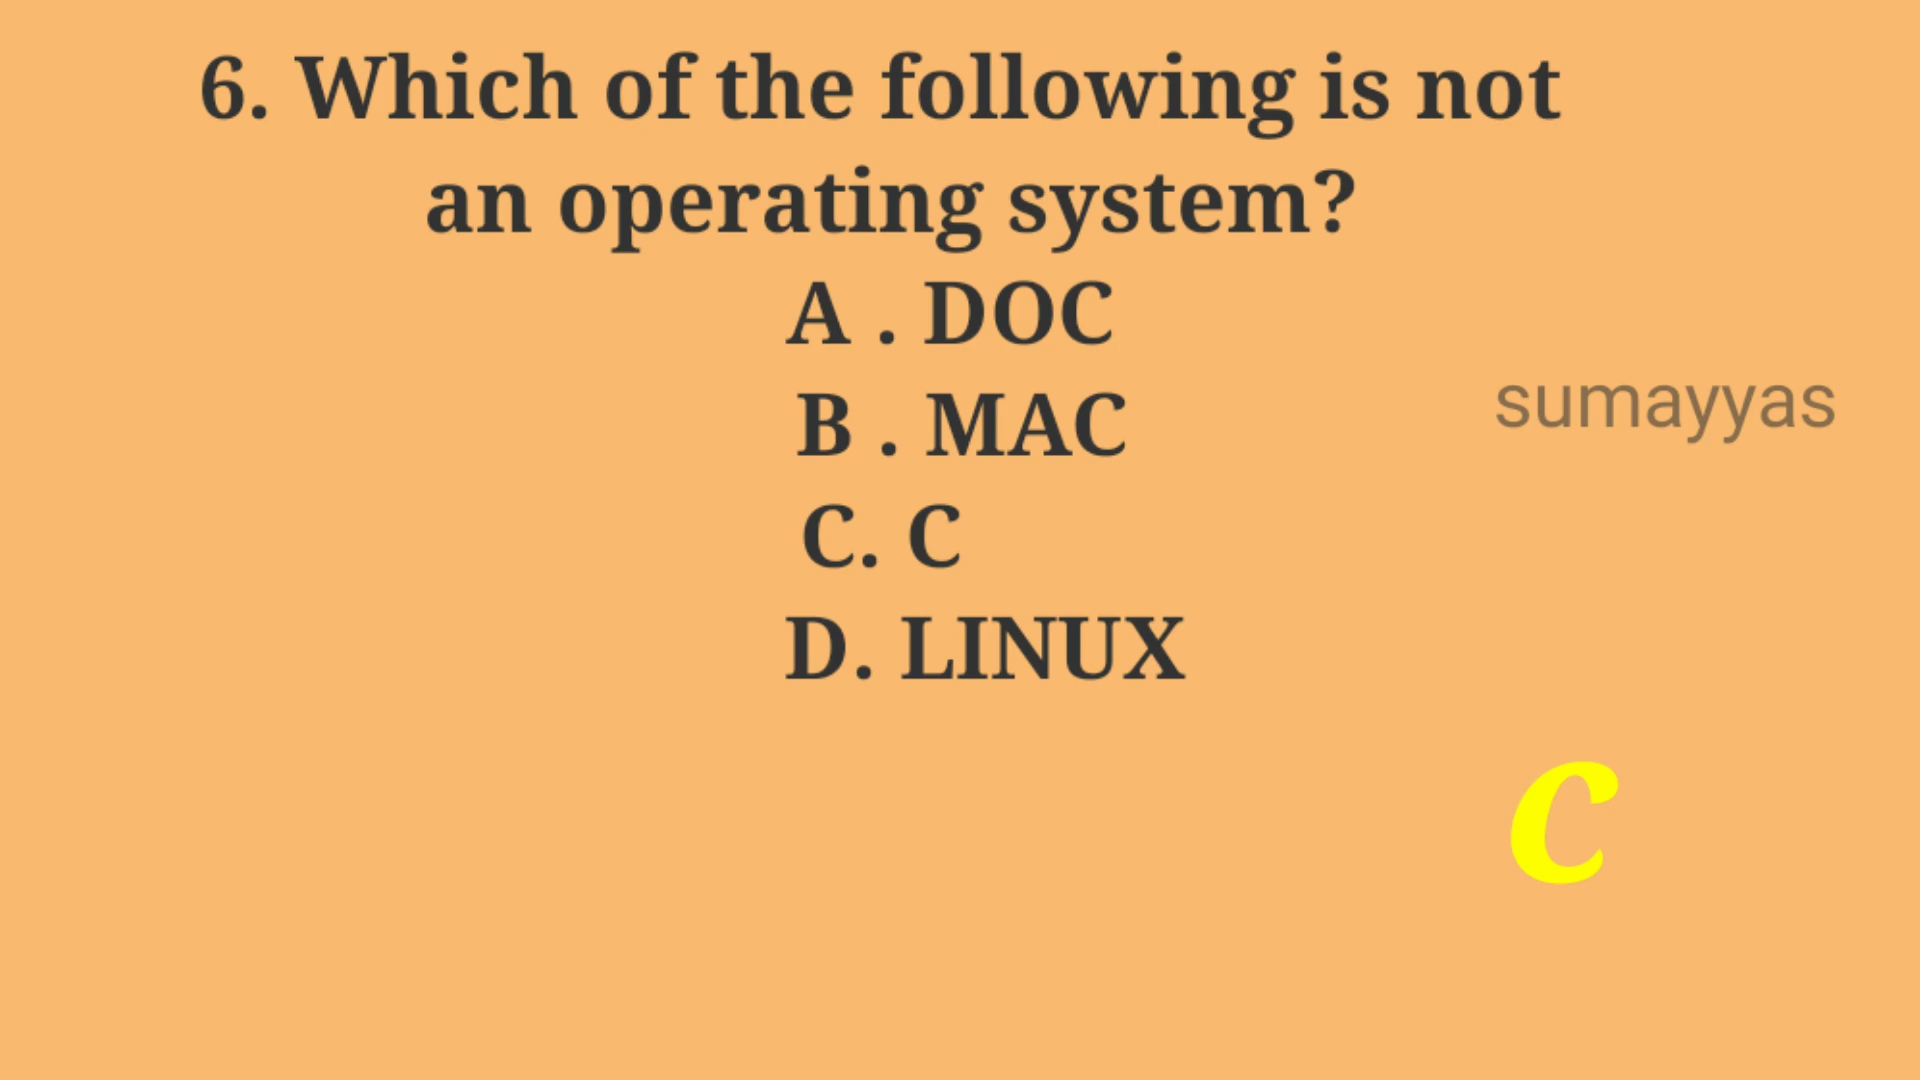 6. Which of the following is not
an operating system?
A . DOC
B . MAC
sumayyas
C. C
D. LINUX
c